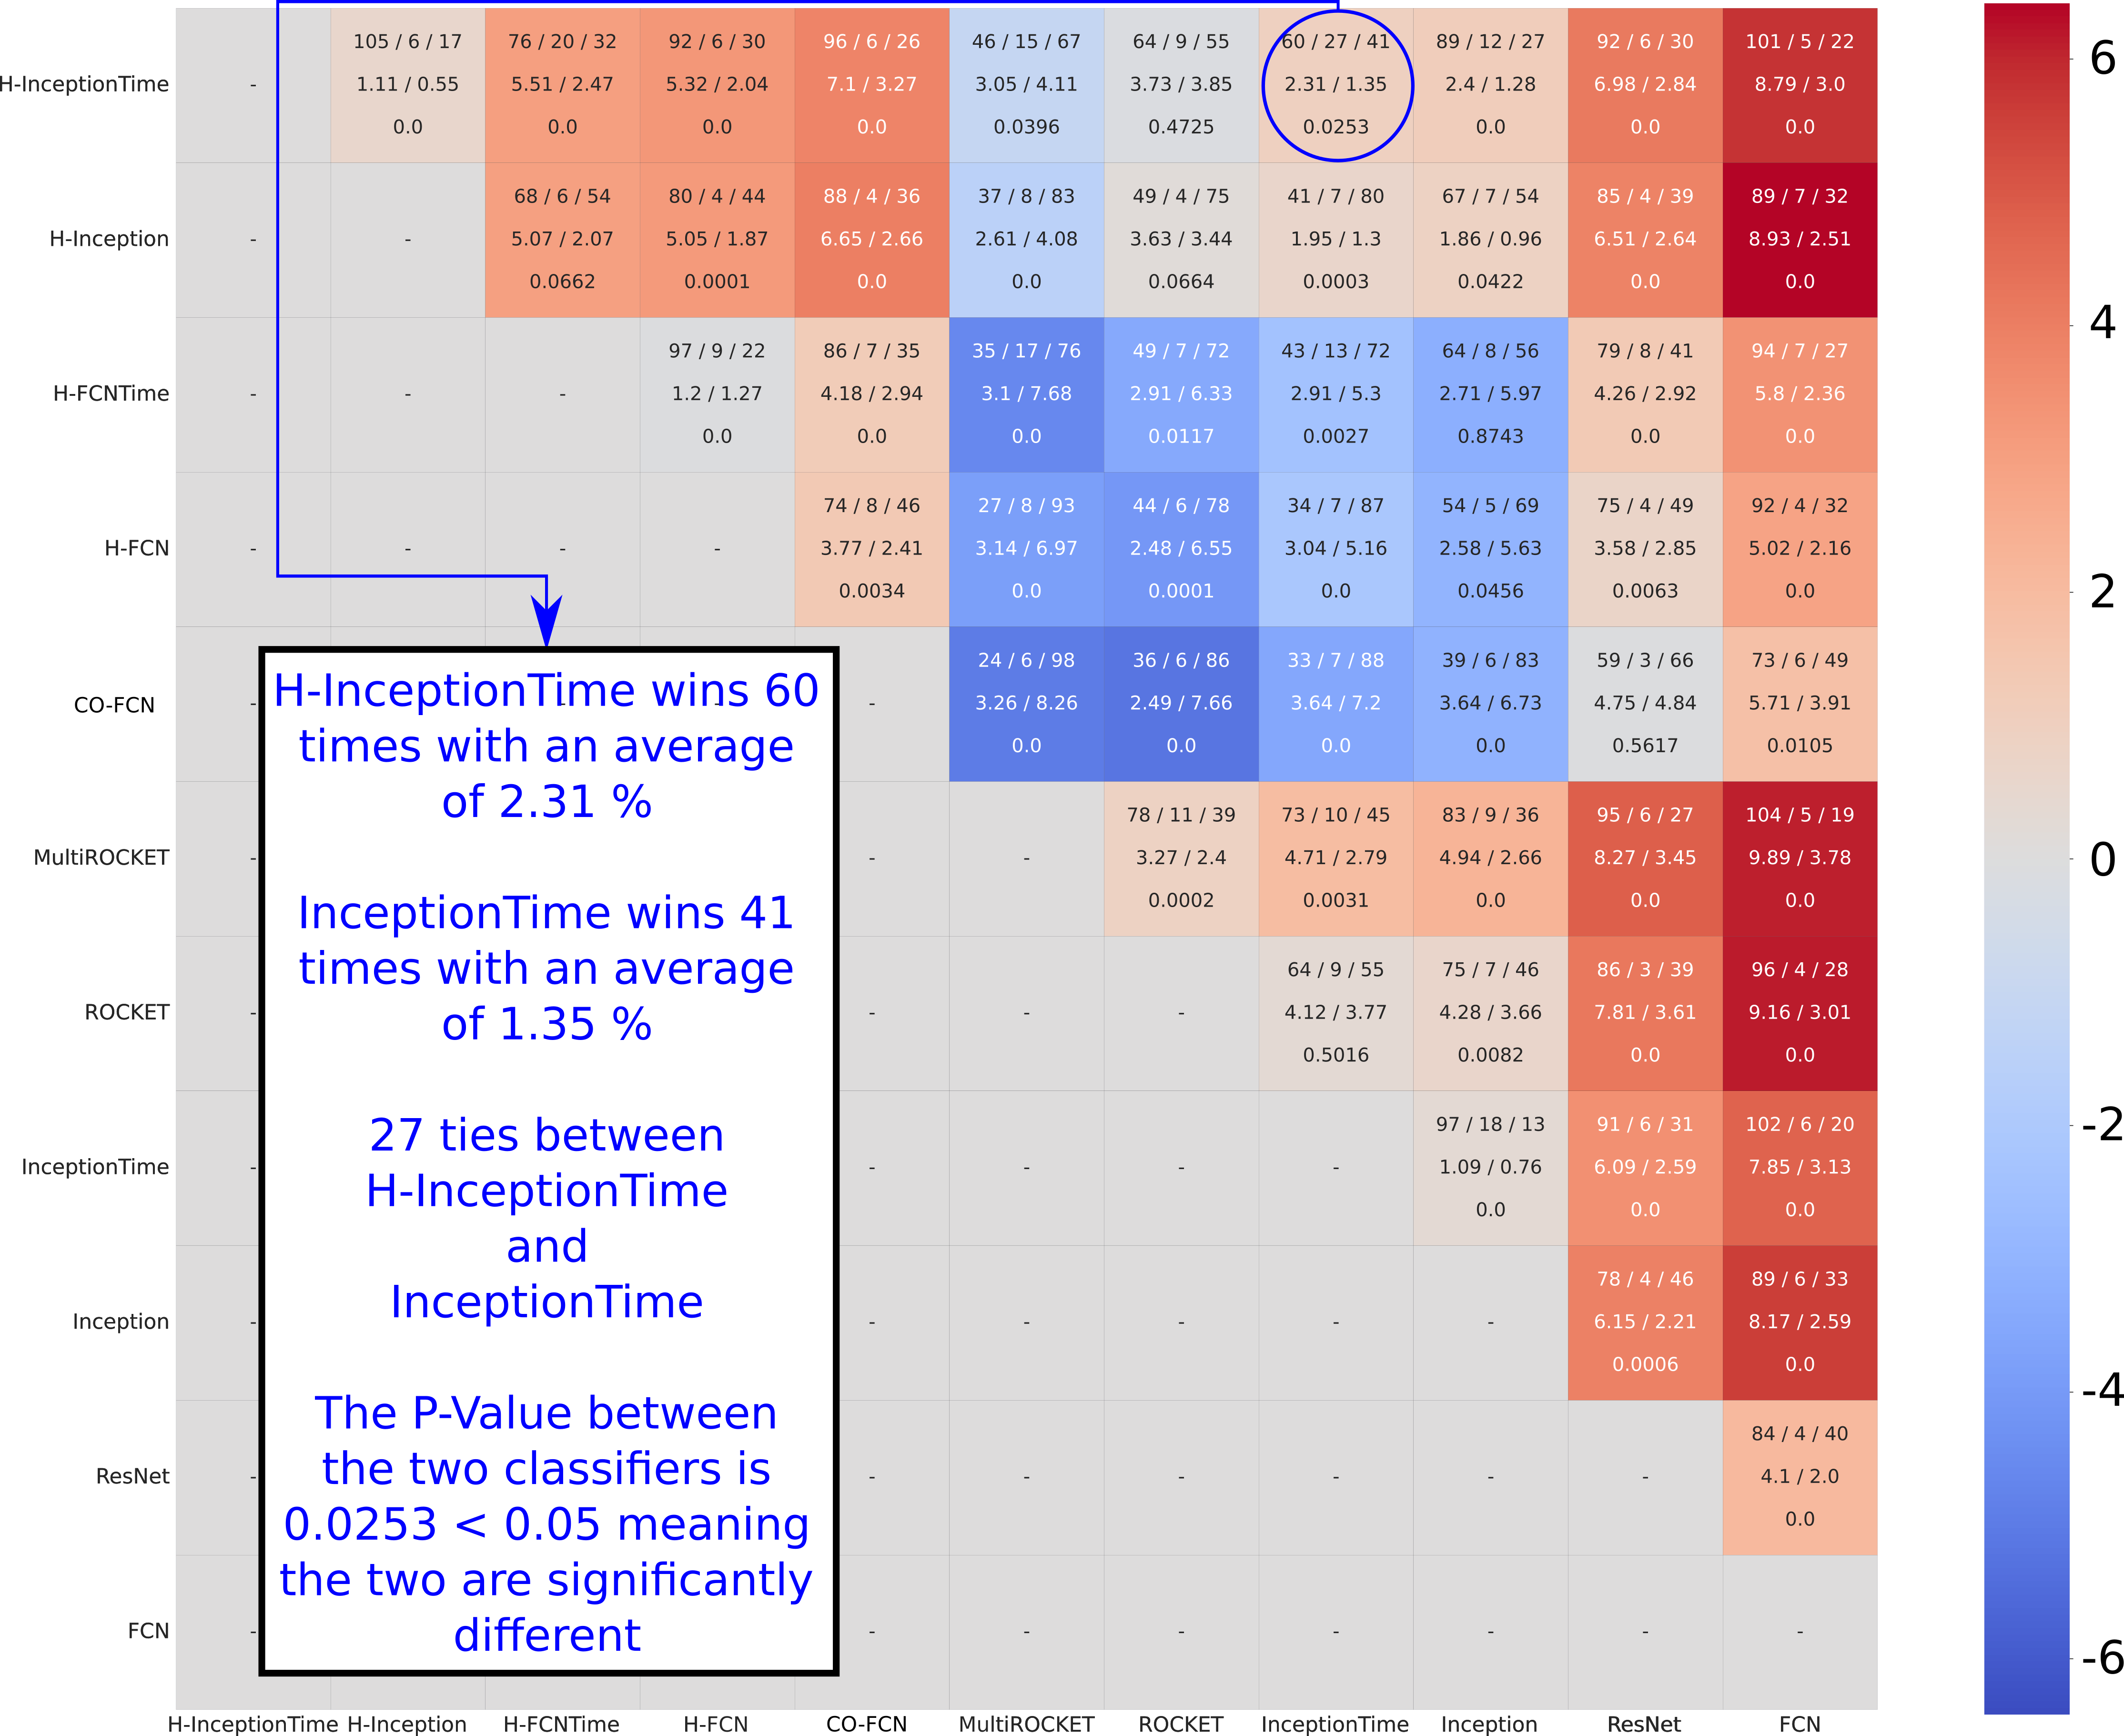 105 / 6 / 17 76 / 20 / 32 92 / 6 / 30 96 / 6 / 26 46 / 15 / 67 64 / 9 / 55 60 / 27 / 41 89 / 12 / 27 92 / 6 / 30 101 / 5 / 22 6
H-InceptionTime - 1.11 / 0.55 5.51 / 2.47 5.32 / 2.04 7.1 / 3.27 3.05 / 4.11 3.73 / 3.85 2.31 / 1.35 2.4 / 1.28 6.98 / 2.84 8.79 / 3.0
0.0 0.0 0.0 0.0 0.0396 0.4725 0.0253 0.0 0.0 0.0
68 / 6 / 54 80 / 4 / 44 88 / 4 / 36 37 / 8 / 83 49 / 4 / 75 41 / 7 / 80 67 / 7 / 54 85 / 4 / 39 89 / 7 / 32
H-Inception - - 5.07 / 2.07 5.05 / 1.87 6.65 / 2.66 2.61 / 4.08 3.63 / 3.44 1.95 / 1.3 1.86 / 0.96 6.51 / 2.64 8.93 / 2.51
0.0662 0.0001 0.0 0.0 0.0664 0.0003 0.0422 0.0 0.0
4
97 / 9 / 22 86 / 7 / 35 35 / 17 / 76 49 / 7 / 72 43 / 13 / 72 64 / 8 / 56 79 / 8 / 41 94 / 7 / 27
H-FCNTime - - - 1.2 / 1.27 4.18 / 2.94 3.1 / 7.68 2.91 / 6.33 2.91 / 5.3 2.71 / 5.97 4.26 / 2.92 5.8 / 2.36
0.0 0.0 0.0 0.0117 0.0027 0.8743 0.0 0.0
74 / 8 / 46 27 / 8 / 93 44 / 6 / 78 34 / 7 / 87 54 / 5 / 69 75 / 4 / 49 92 / 4 / 32
H-FCN - - - - 3.77 / 2.41 3.14 / 6.97 2.48 / 6.55 3.04 / 5.16 2.58 / 5.63 3.58 / 2.85 5.02 / 2.16
0.0034 0.0 0.0001 0.0 0.0456 0.0063 0.0 2
24 / 6 / 98 36 / 6 / 86 33 / 7 / 88 39 / 6 / 83 59 / 3 / 66 73 / 6 / 49
CO-FCN - - - - 3.26 / 8.26 2.49 / 7.66 3.64 / 7.2 3.64 / 6.73 4.75 / 4.84 5.71 / 3.91
0.0 0.0 0.0 0.0 0.5617 0.0105
78 / 11 / 39 73 / 10 / 45 83 / 9 / 36 95 / 6 / 27 104 / 5 / 19
MultiROCKET - - - 3.27 / 2.4 4.71 / 2.79 4.94 / 2.66 8.27 / 3.45 9.89 / 3.78 0
0.0002 0.0031 0.0 0.0 0.0
64 / 9 / 55 75 / 7 / 46 86 / 3 / 39 96 / 4 / 28
ROCKET - - - - 4.12 / 3.77 4.28 / 3.66 7.81 / 3.61 9.16 / 3.01
0.5016 0.0082 0.0 0.0
97 / 18 / 13 91 / 6 / 31 102 / 6 / 20 -2
InceptionTime - - - - - 1.09 / 0.76 6.09 / 2.59 7.85 / 3.13
0.0 0.0 0.0
78 / 4 / 46 89 / 6 / 33
Inception - - - - - - 6.15 / 2.21 8.17 / 2.59
0.0006 0.0
-4
84 / 4 / 40
ResNet - - - - - - - 4.1 / 2.0
0.0
FCN - - - - - - - -
-6
H-InceptionTime H-Inception H-FCNTime H-FCN CO-FCN MultiROCKET ROCKET InceptionTime Inception ResNet FCN
H-InceptionTime wins 60
times with an average
of 2.31 %
InceptionTime wins 41
times with an average
of 1.35 %
27 ties between
H-InceptionTime
and
InceptionTime
The P-Value between
the two classifiers is
0.0253 < 0.05 meaning
the two are significantly
different